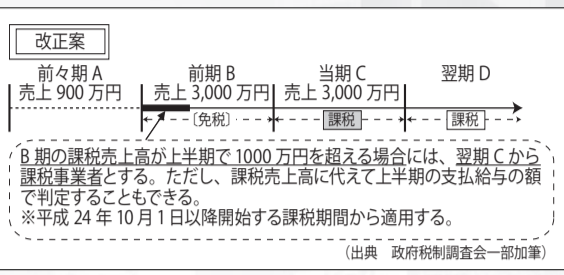 改正案
前々期 A 前期 B 当期 C 翌期 D
売上 900 万円 売上 3,000 万円 売上 3,000 万円
〔免税〕 課税 課税
B 期の課税売上高が上半期で 1000 万円を超える場合には、翌期 C から
課税事業者とする。ただし、課税売上高に代えて上半期の支払給与の額
で判定することもできる。
※平成 24 年 10 月 1 日以降開始する課税期間から適用する。
（出典　政府税制調査会一部加筆）